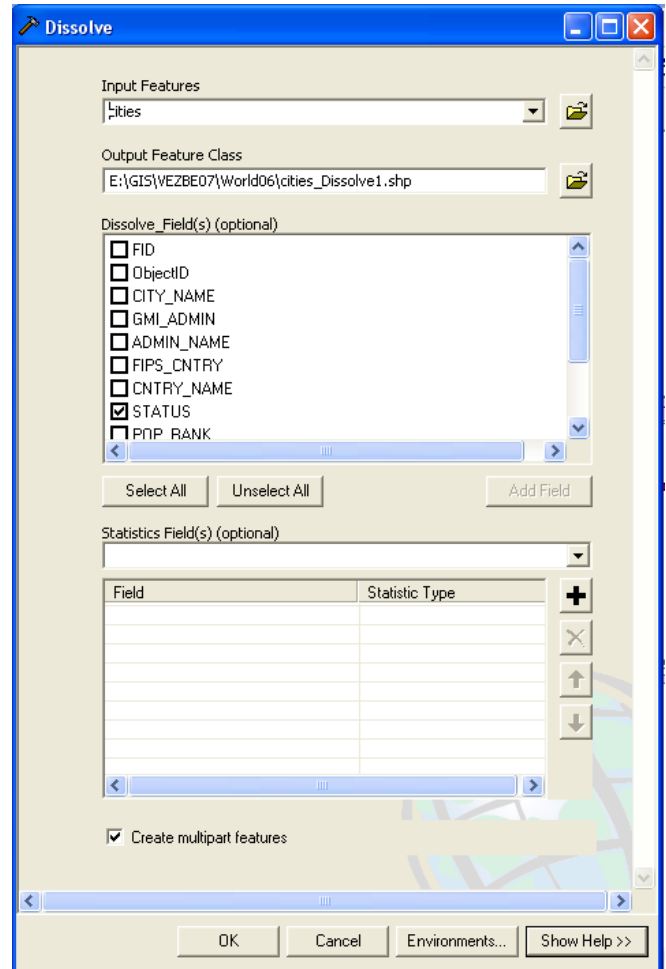 Dissolve
Input Features
cities
Output Feature Class
E:\GIS\VEZBE07\World06\cities_Dissolve1.shp
Dissolve_Field(s) (optional)
FID
ObjectID
CITY_NAME
GMI_ADMIN
ADMIN_NAME
FIPS_CNTRY
CNTRY_NAME
STATUS
POP_RANK
Select All Unselect All Add Field
Statistics Field(s) (optional)
Field Statistic Type
Create multipart features
OK Cancel Environments... Show Help >>